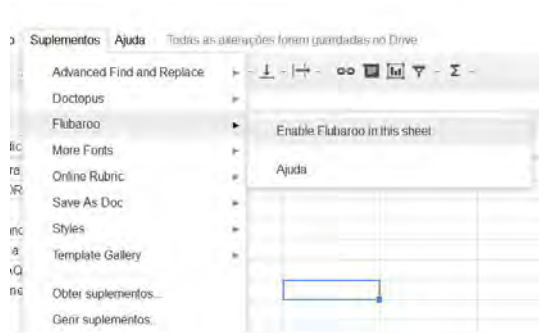 Suplementos Ajuda Todas as alterações foram guardadas no Drive
Advanced Find and Replace
Doctopus
Flubaroo
Enable Flubaroo in this sheet
More Fonts
Ajuda
Online Rubric
Save As Doc
Styles
Template Gallery
Obter suplementos...
Gerir suplementos...